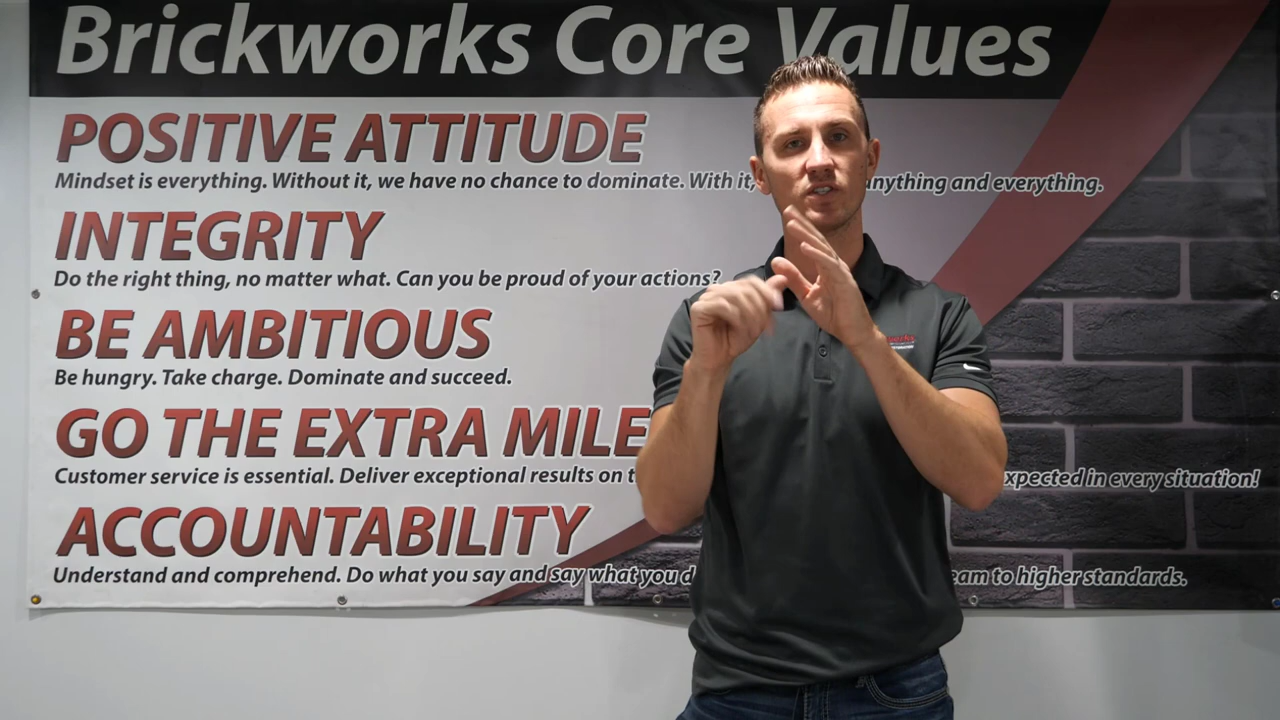 Brickworks Core Values
POSITIVE ATTITUDE
Mindset is everything. Without it, we have no chance to dominate. With it, anything and everything.
INTEGRITY
Do the right thing, no matter what. Can you be proud of your actions?
BE AMBITIOUS
Be hungry. Take charge. Dominate and succeed.
GO THE EXTRA MILE
Customer service is essential. Deliver exceptional results on in every situation!
ACCOUNTABILITY
Understand and comprehend. Do what you say and say what you to higher standards.